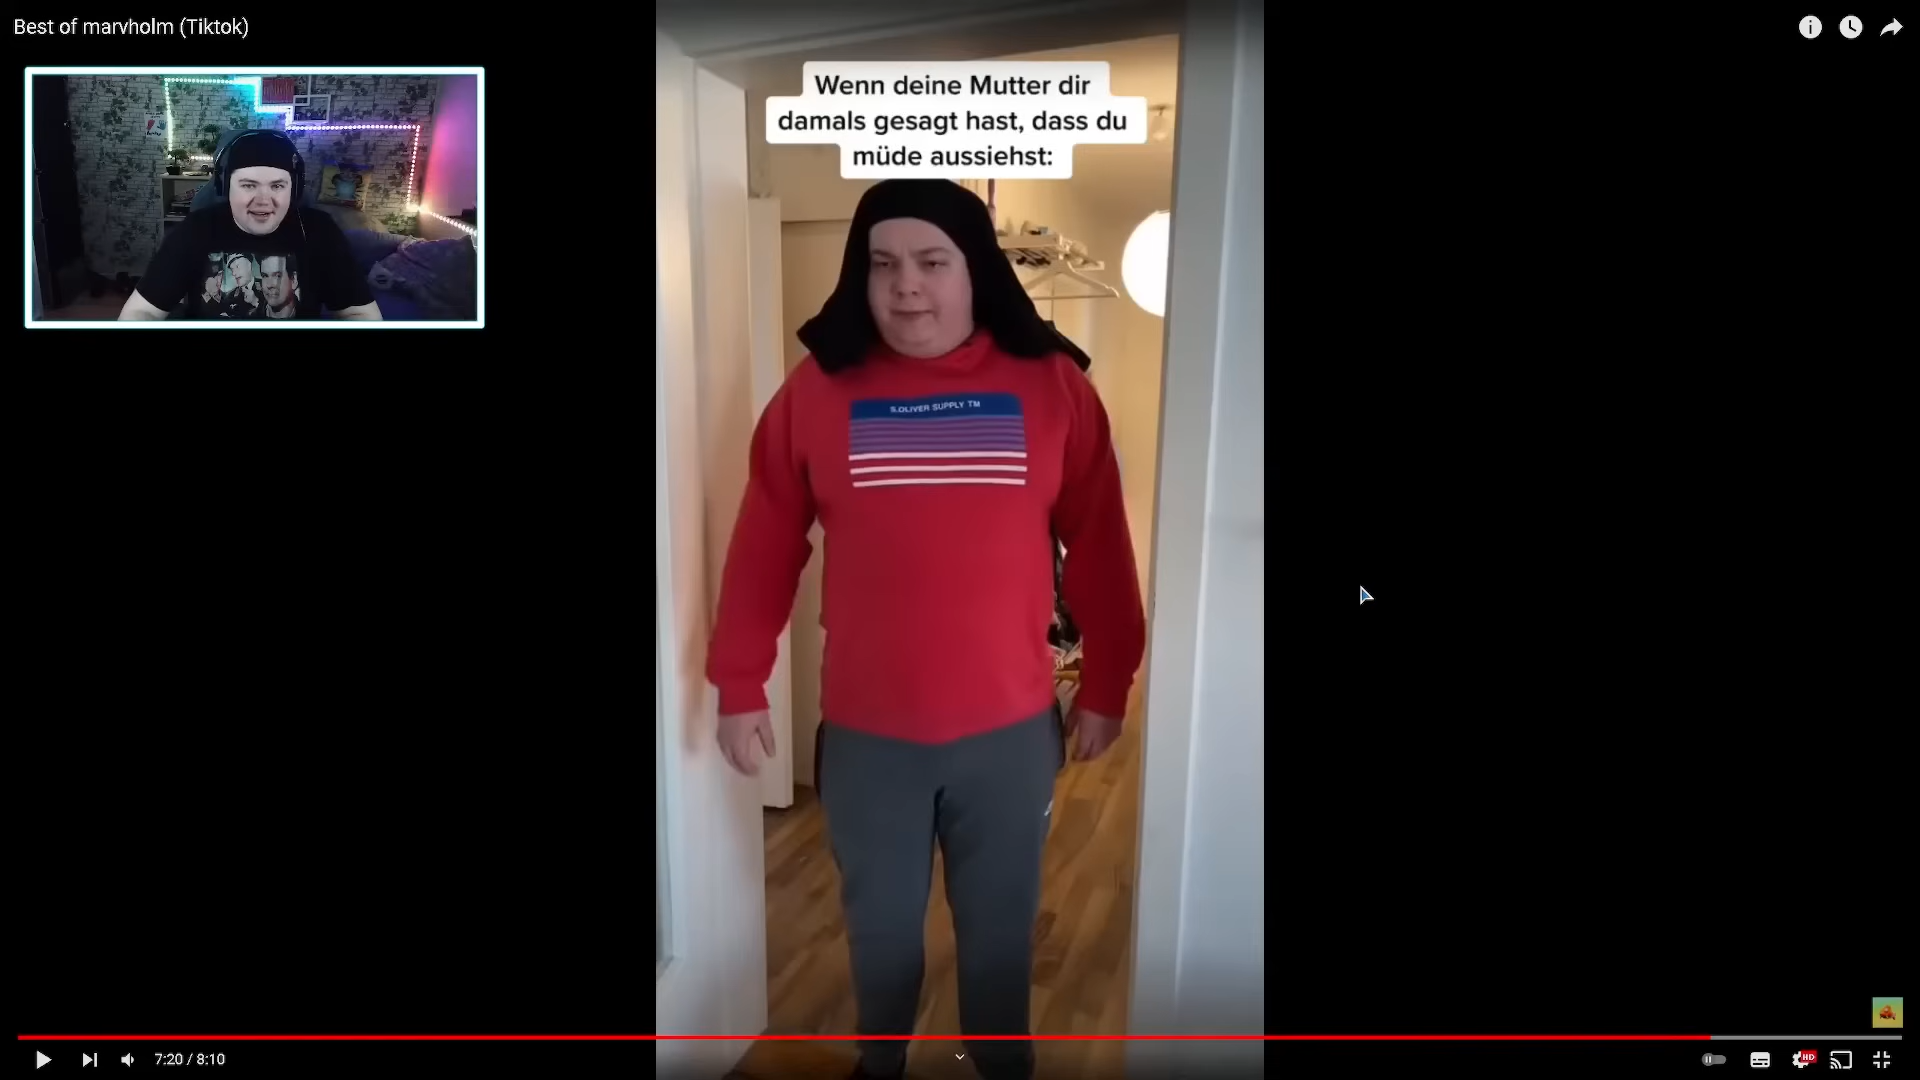 Best of marvholm (Tiktok)
Wenn deine Mutter dir
damals gesagt hast, dass du
müde aussiehst:
S.OLIVER SUPPLY TM
7:20 / 8:10
HD